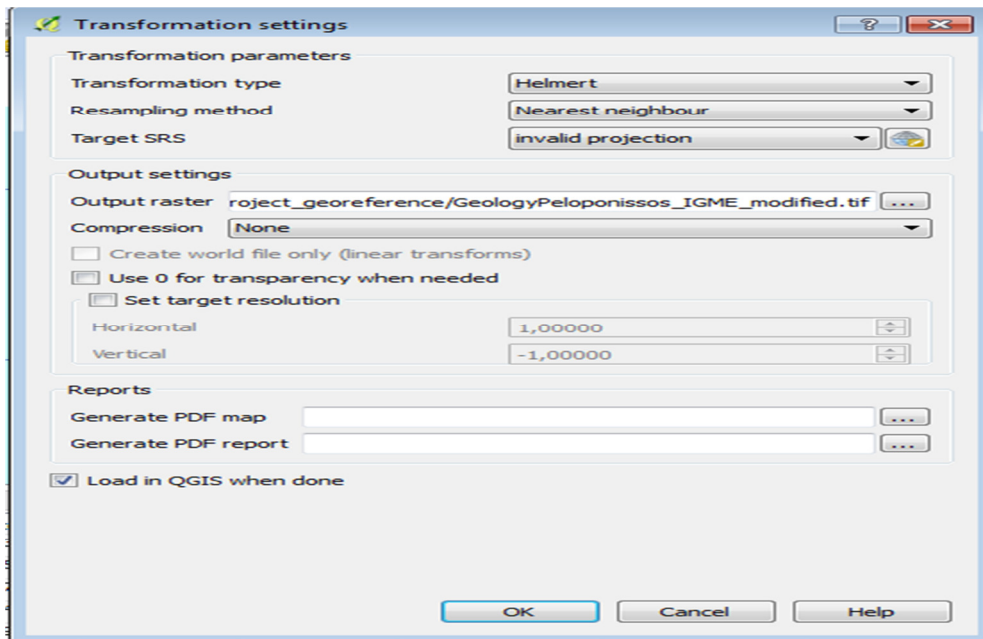 Transformation settings
Transformation parameters
Transformation type Helmert
Resampling method Nearest neighbour
Target SRS invalid projection
Output settings
Output raster roject_georeference/GeologyPeloponissos_IGME_modified.tif ...
Compression None
Create world file only (linear transforms)
Use 0 for transparency when needed
Set target resolution
Horizontal 1,00000
Vertical -1,00000
Reports
Generate PDF map ...
Generate PDF report ...
Load in QGIS when done
OK Cancel Help